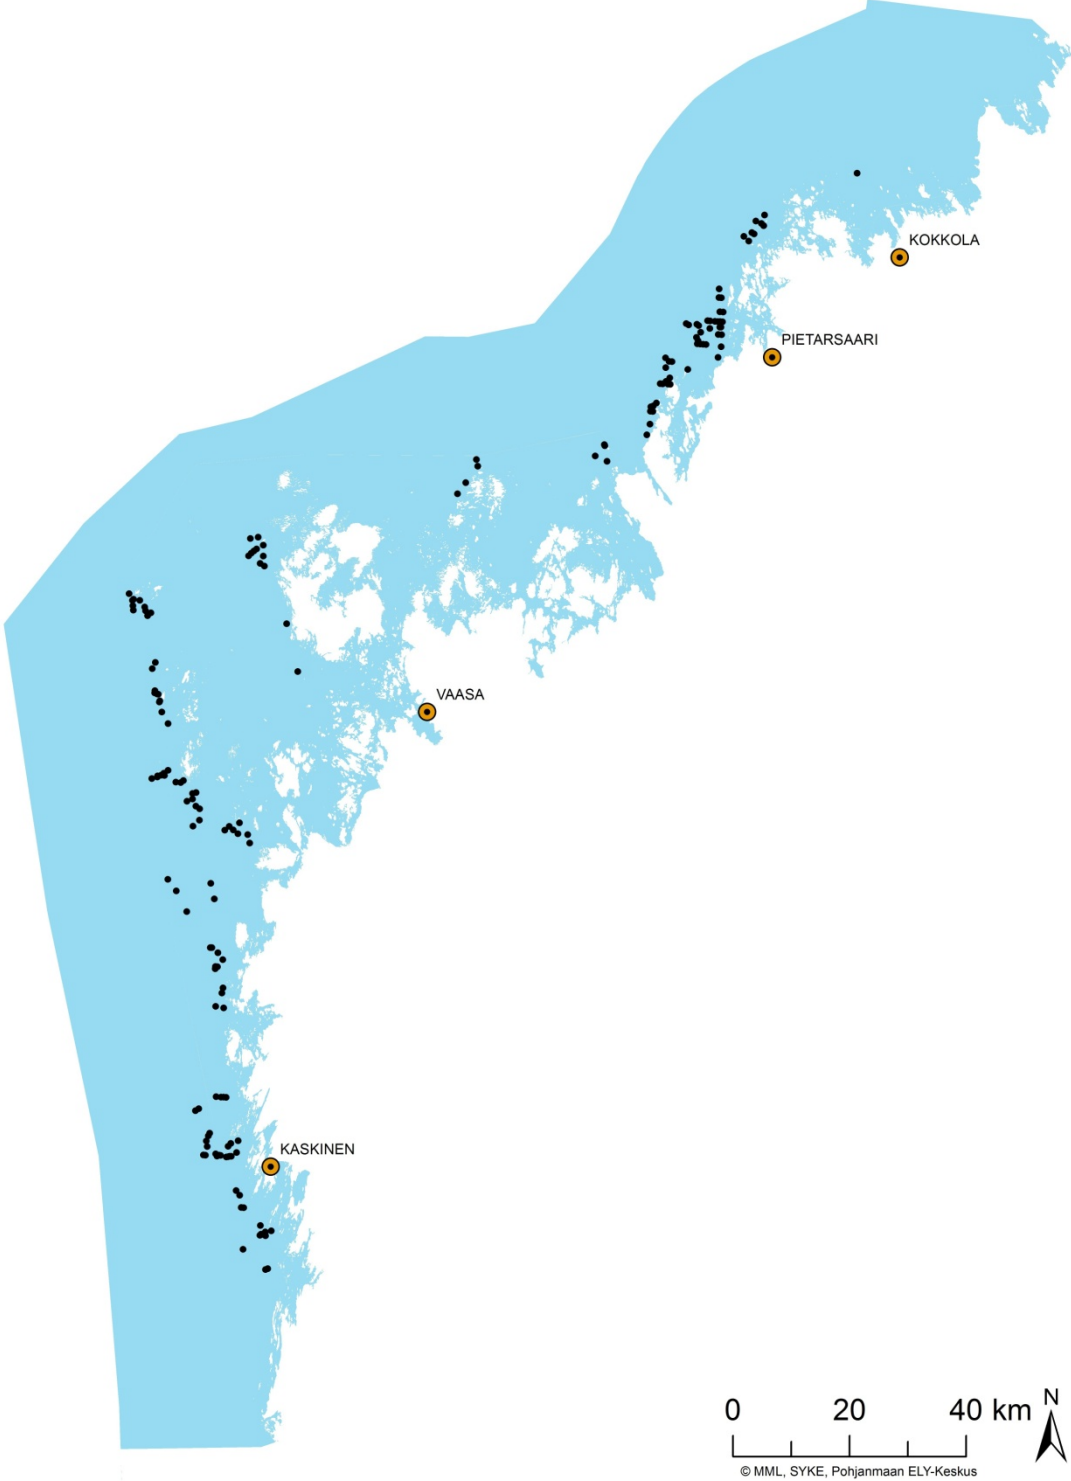 KOKKOLA
PIETARSAARI
VAASA
KASKINEN
0 20 40 km N
© MML, SYKE, Pohjanmaan ELY-Keskus